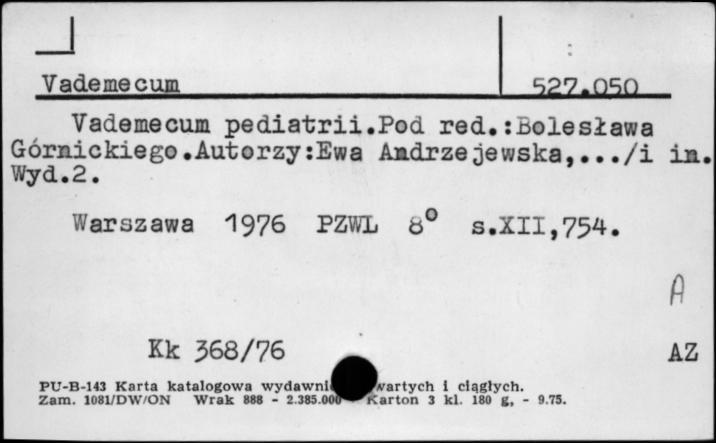 Vademecum 527.050
Vademecum pediatrii.Pod red.:Bolesława
Górnickiego.Autorzy:Ewa Andrzejewska,.../i in.
Wyd.2.
Warszawa 1976 PZWL 8° s.XII,754.
A
Kk 368/76 AZ
PU-B-143 Karta katalogowa wydawni wartych i ciągłych.
Zam. 1081/DW/ON Wrak 888 - 2.385.000 Karton 3 kl. 180 g, - 9.75.